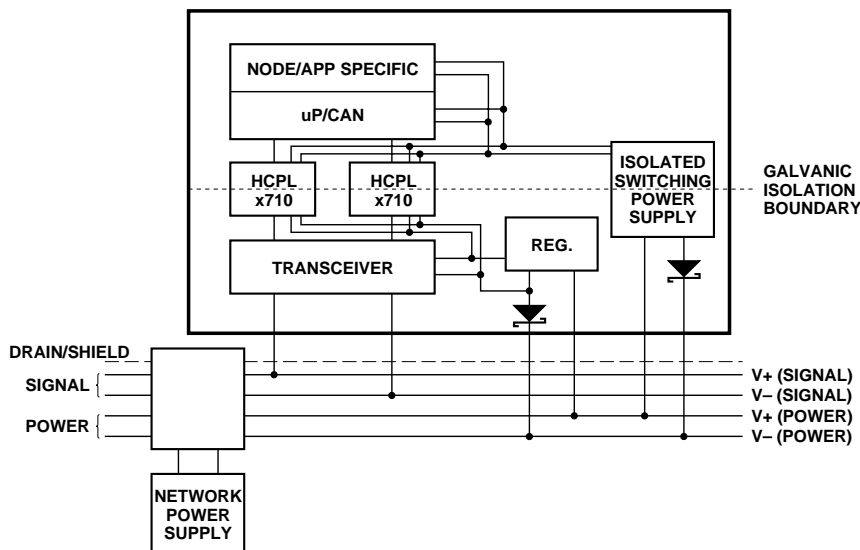 NODE/APP SPECIFIC
uP/CAN
HCPL
x710
HCPL
x710
ISOLATED
SWITCHING
POWER
SUPPLY
GALVANIC
ISOLATION
BOUNDARY
TRANSCEIVER
REG.
DRAIN/SHIELD
SIGNAL
POWER
V+ (SIGNAL)
V– (SIGNAL)
V+ (POWER)
V– (POWER)
NETWORK
POWER
SUPPLY